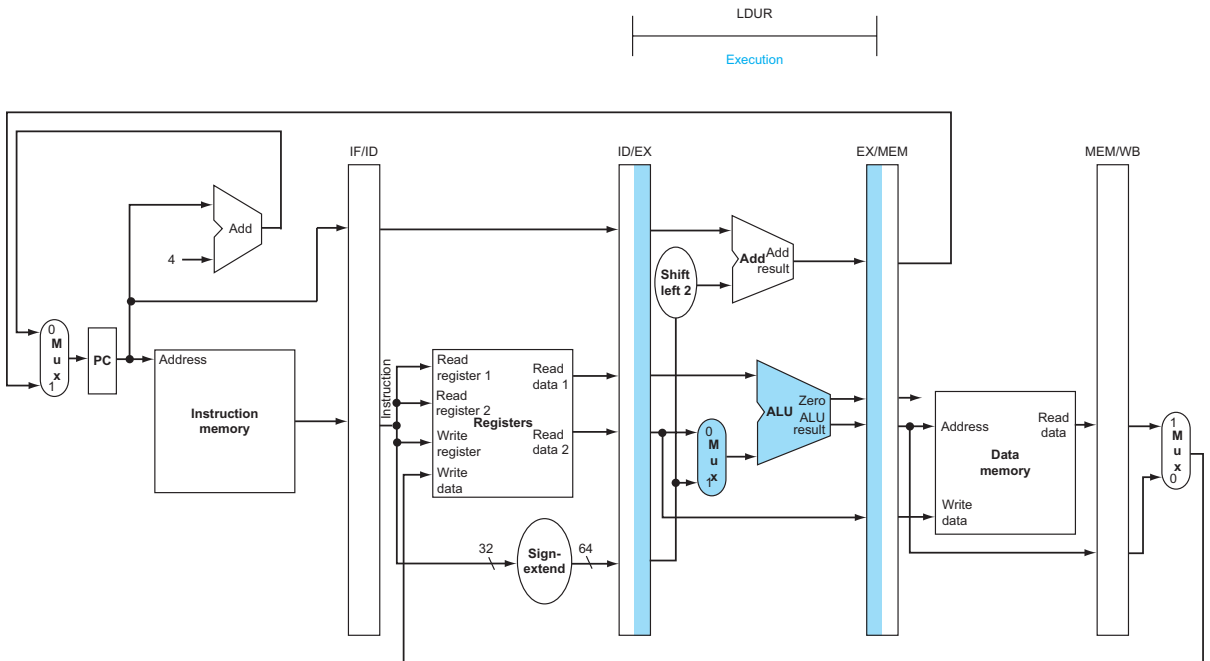 LDUR
Execution
IF/ID
ID/EX
EX/MEM
MEM/WB
Add
4
Shift
left 2
Add
Add
result
0
M
u
x
1
PC
Address
Instruction
memory
Instruction
Read
register 1
Read
register 2
Write
register
Write
data
Registers
Read
data 1
Read
data 2
32
Sign-
extend
64
0
M
u
x
1
ALU
Zero
ALU
result
Address
Write
data
Data
memory
Read
data
1
M
u
x
0